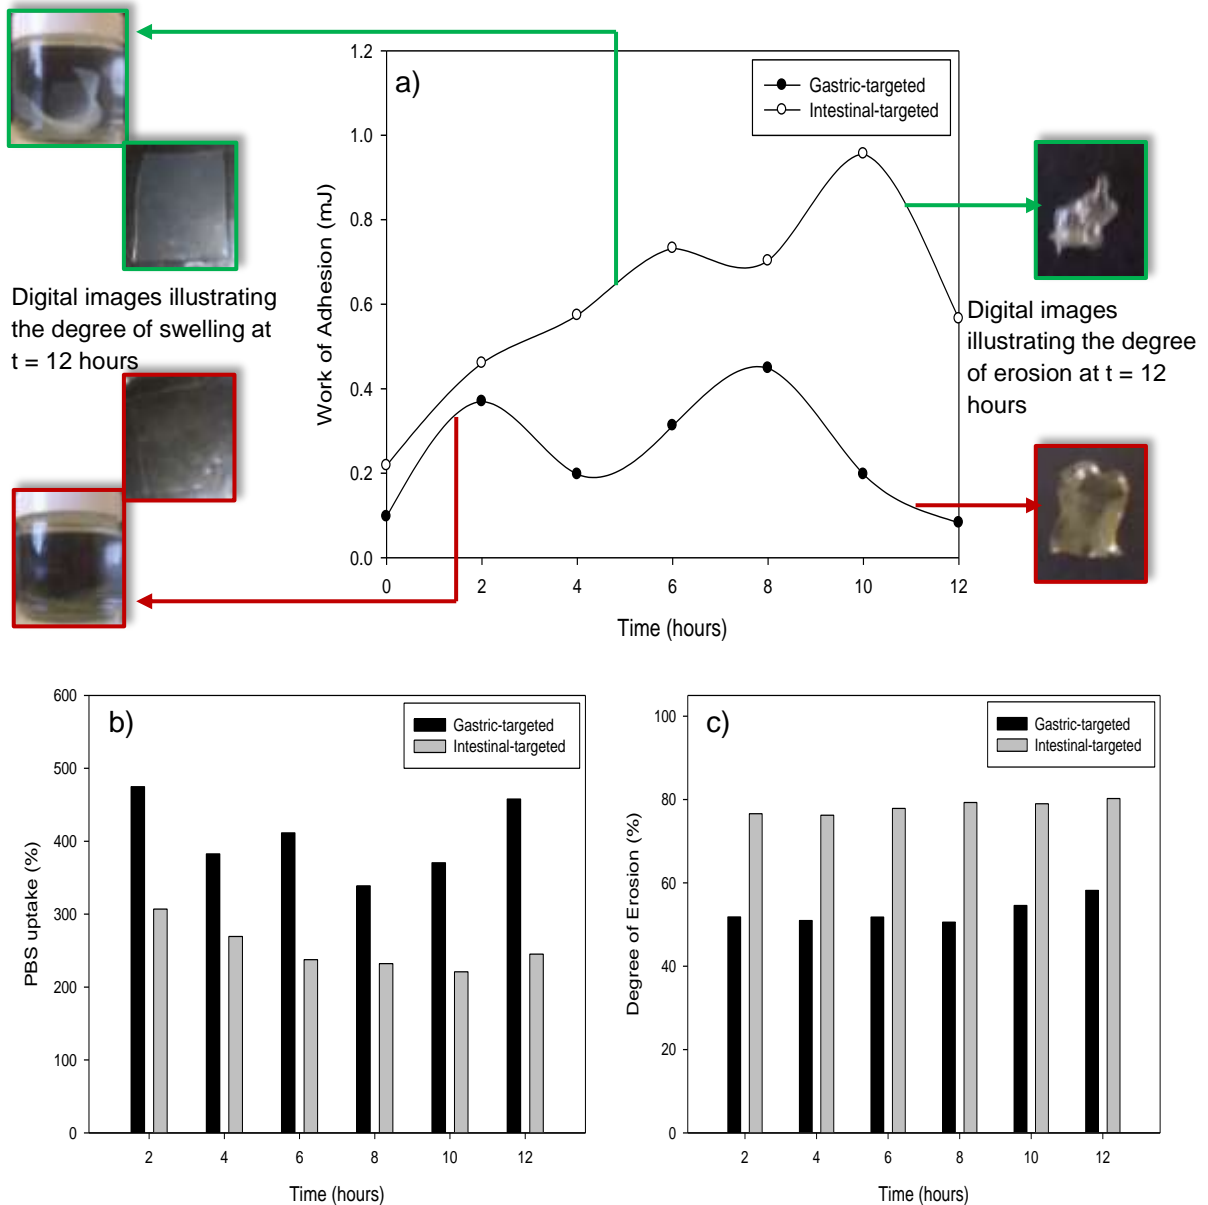 a)
Gastric-targeted
Intestinal-targeted
1.2
1.0
0.8
0.6
0.4
0.2
0.0
Work of Adhesion (mJ)
0 2 4 6 8 10 12
Time (hours)
Digital images illustrating
the degree of swelling at
t = 12 hours
Digital images
illustrating the degree
of erosion at t = 12
hours
b)
Gastric-targeted
Intestinal-targeted
600
500
400
300
200
100
0
PBS uptake (%)
2 4 6 8 10 12
Time (hours)
c)
Gastric-targeted
Intestinal-targeted
100
80
60
40
20
0
Degree of Erosion (%)
2 4 6 8 10 12
Time (hours)